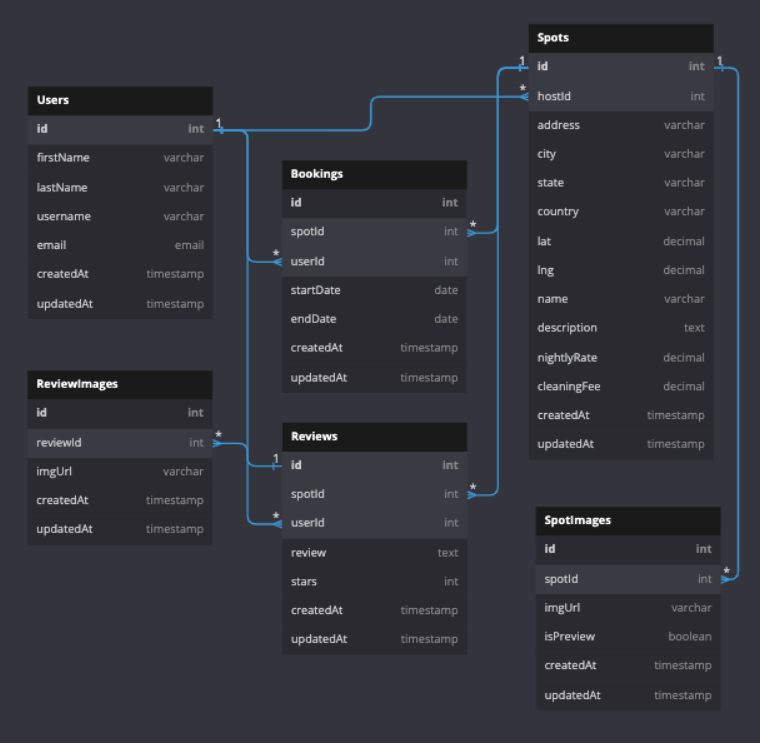 Users
id int
firstName varchar
lastName varchar
username varchar
email email
createdAt timestamp
updatedAt timestamp
1
ReviewImages
id int
reviewId int
imgUrl varchar
createdAt timestamp
updatedAt timestamp
*
Bookings
id int
spotId int
userId int
startDate date
endDate date
createdAt timestamp
updatedAt timestamp
*
*
Reviews
id int
spotId int
userId int
review text
stars int
createdAt timestamp
updatedAt timestamp
1
*
*
Spots
id int
hostId int
address varchar
city varchar
state varchar
country varchar
lat decimal
lng decimal
name varchar
description text
nightlyRate decimal
cleaningFee decimal
createdAt timestamp
updatedAt timestamp
1
1
*
SpotImages
id int
spotId int
imgUrl varchar
isPreview boolean
createdAt timestamp
updatedAt timestamp
*